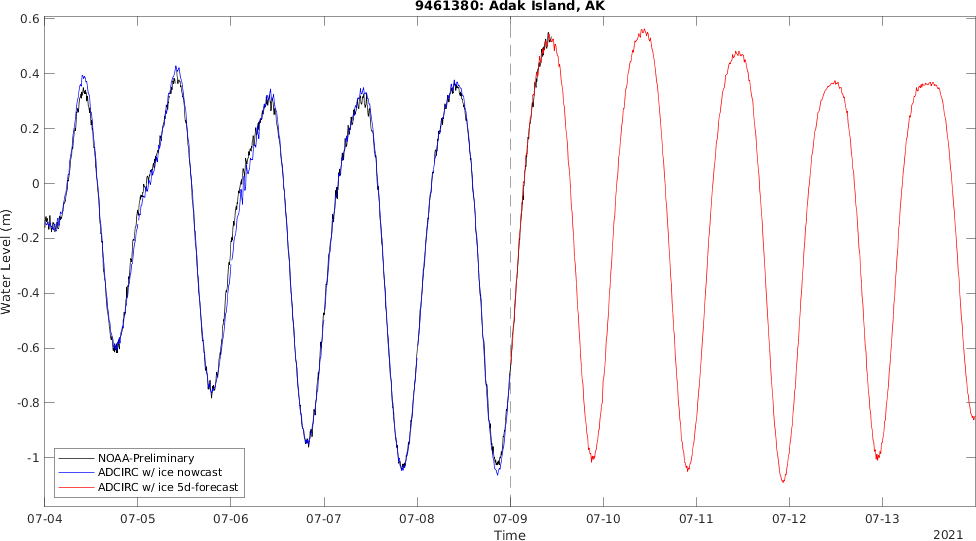 9461380: Adak Island, AK
0.6
0.4
0.2
0
-0.2
-0.4
-0.6
-0.8
-1
Water Level (m)
NOAA-Preliminary
ADCIRC w/ ice nowcast
ADCIRC w/ ice 5d-forecast
07-04 07-05 07-06 07-07 07-08 07-09 07-10 07-11 07-12 07-13
Time
2021